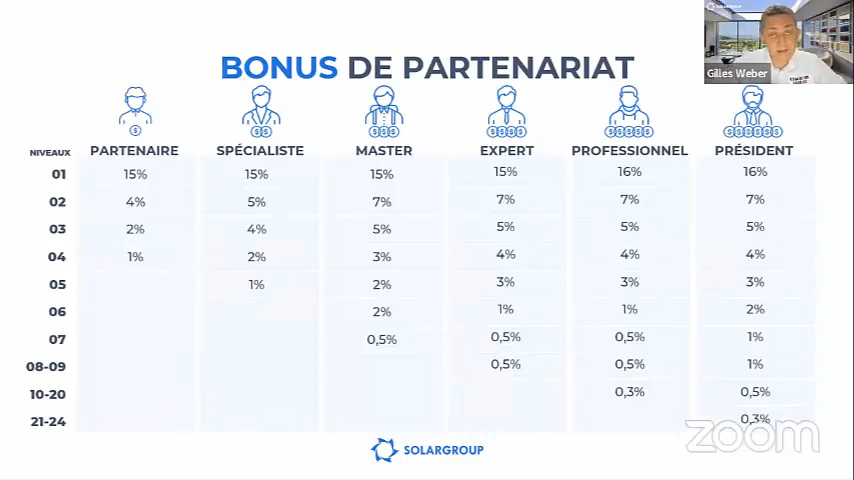 BONUS DE PARTENARIAT
Gilles Weber
NIVEAUX PARTENAIRE SPÉCIALISTE MASTER EXPERT PROFESSIONNEL PRÉSIDENT
01 15% 15% 15% 15% 16% 16%
02 4% 5% 7% 7% 7% 7%
03 2% 4% 5% 5% 5% 5%
04 1% 2% 3% 4% 4% 4%
05 1% 2% 3% 3% 3%
06 2% 1% 1% 2%
07 0,5% 0,5% 0,5% 1%
08-09 0,5% 0,5% 1%
10-20 0,3% 0,5%
21-24 0,3%
zoom
SOLARGROUP